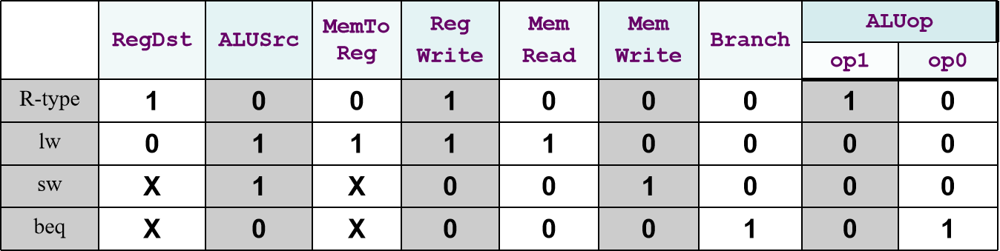 RegDst ALUSrc MemTo Reg Reg Write Mem Read Mem Write Branch ALUop
op1 op0
R-type 1 0 0 1 0 0 0 1 0
lw 0 1 1 1 1 0 0 0 0
sw X 1 X 0 0 1 0 0 0
beq X 0 X 0 0 0 1 0 1